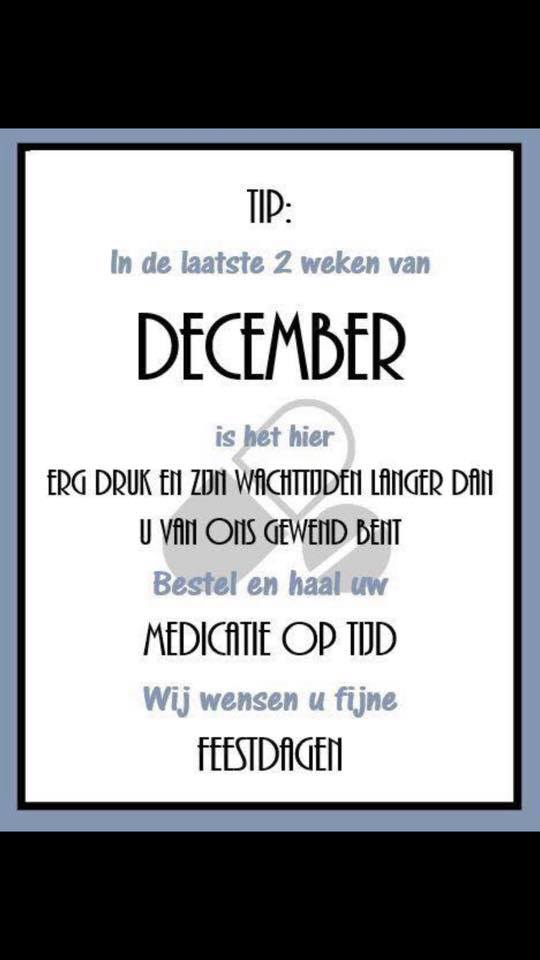 TIP:
In de laatste 2 weken van
DECEMBER
is het hier
ERG DRUK EN ZIJN WACHTTIJDEN LANGER DAN
U VAN ONS GEWEND BENT
Bestel en haal uw
MEDICATIE OP TIJD
Wij wensen u fijne
FEESTDAGEN